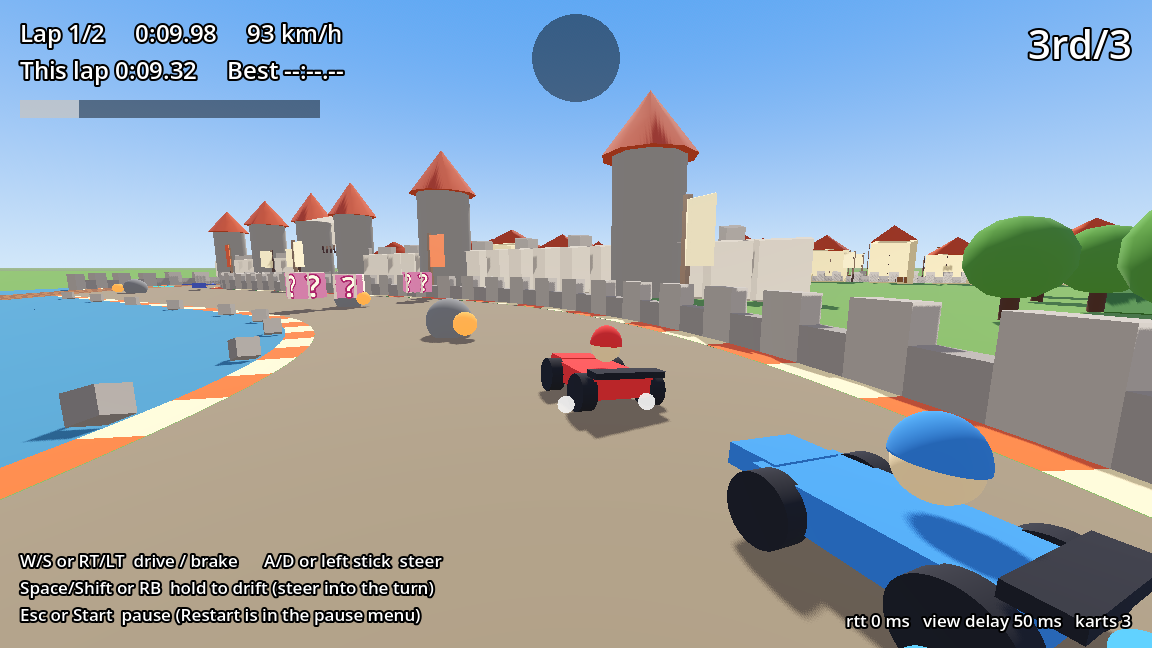 Lap 1/2 0:09.98 93 km/h
3rd/3
This lap 0:09.32 Best --:--.--
? ? ? ? ?
W/S or RT/LT drive / brake A/D or left stick steer
Space/Shift or RB hold to drift (steer into the turn)
Esc or Start pause (Restart is in the pause menu)
rtt 0 ms view delay 50 ms karts 3